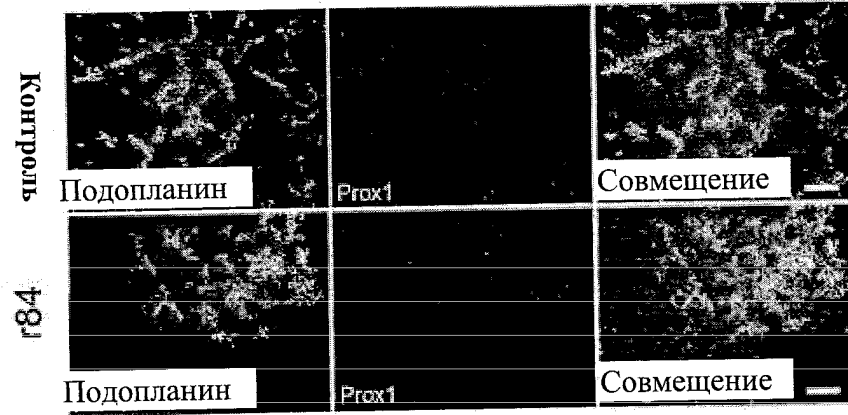 Контроль
Подопланин
Prox1
Совмещение
r84
Подопланин
Prox1
Совмещение